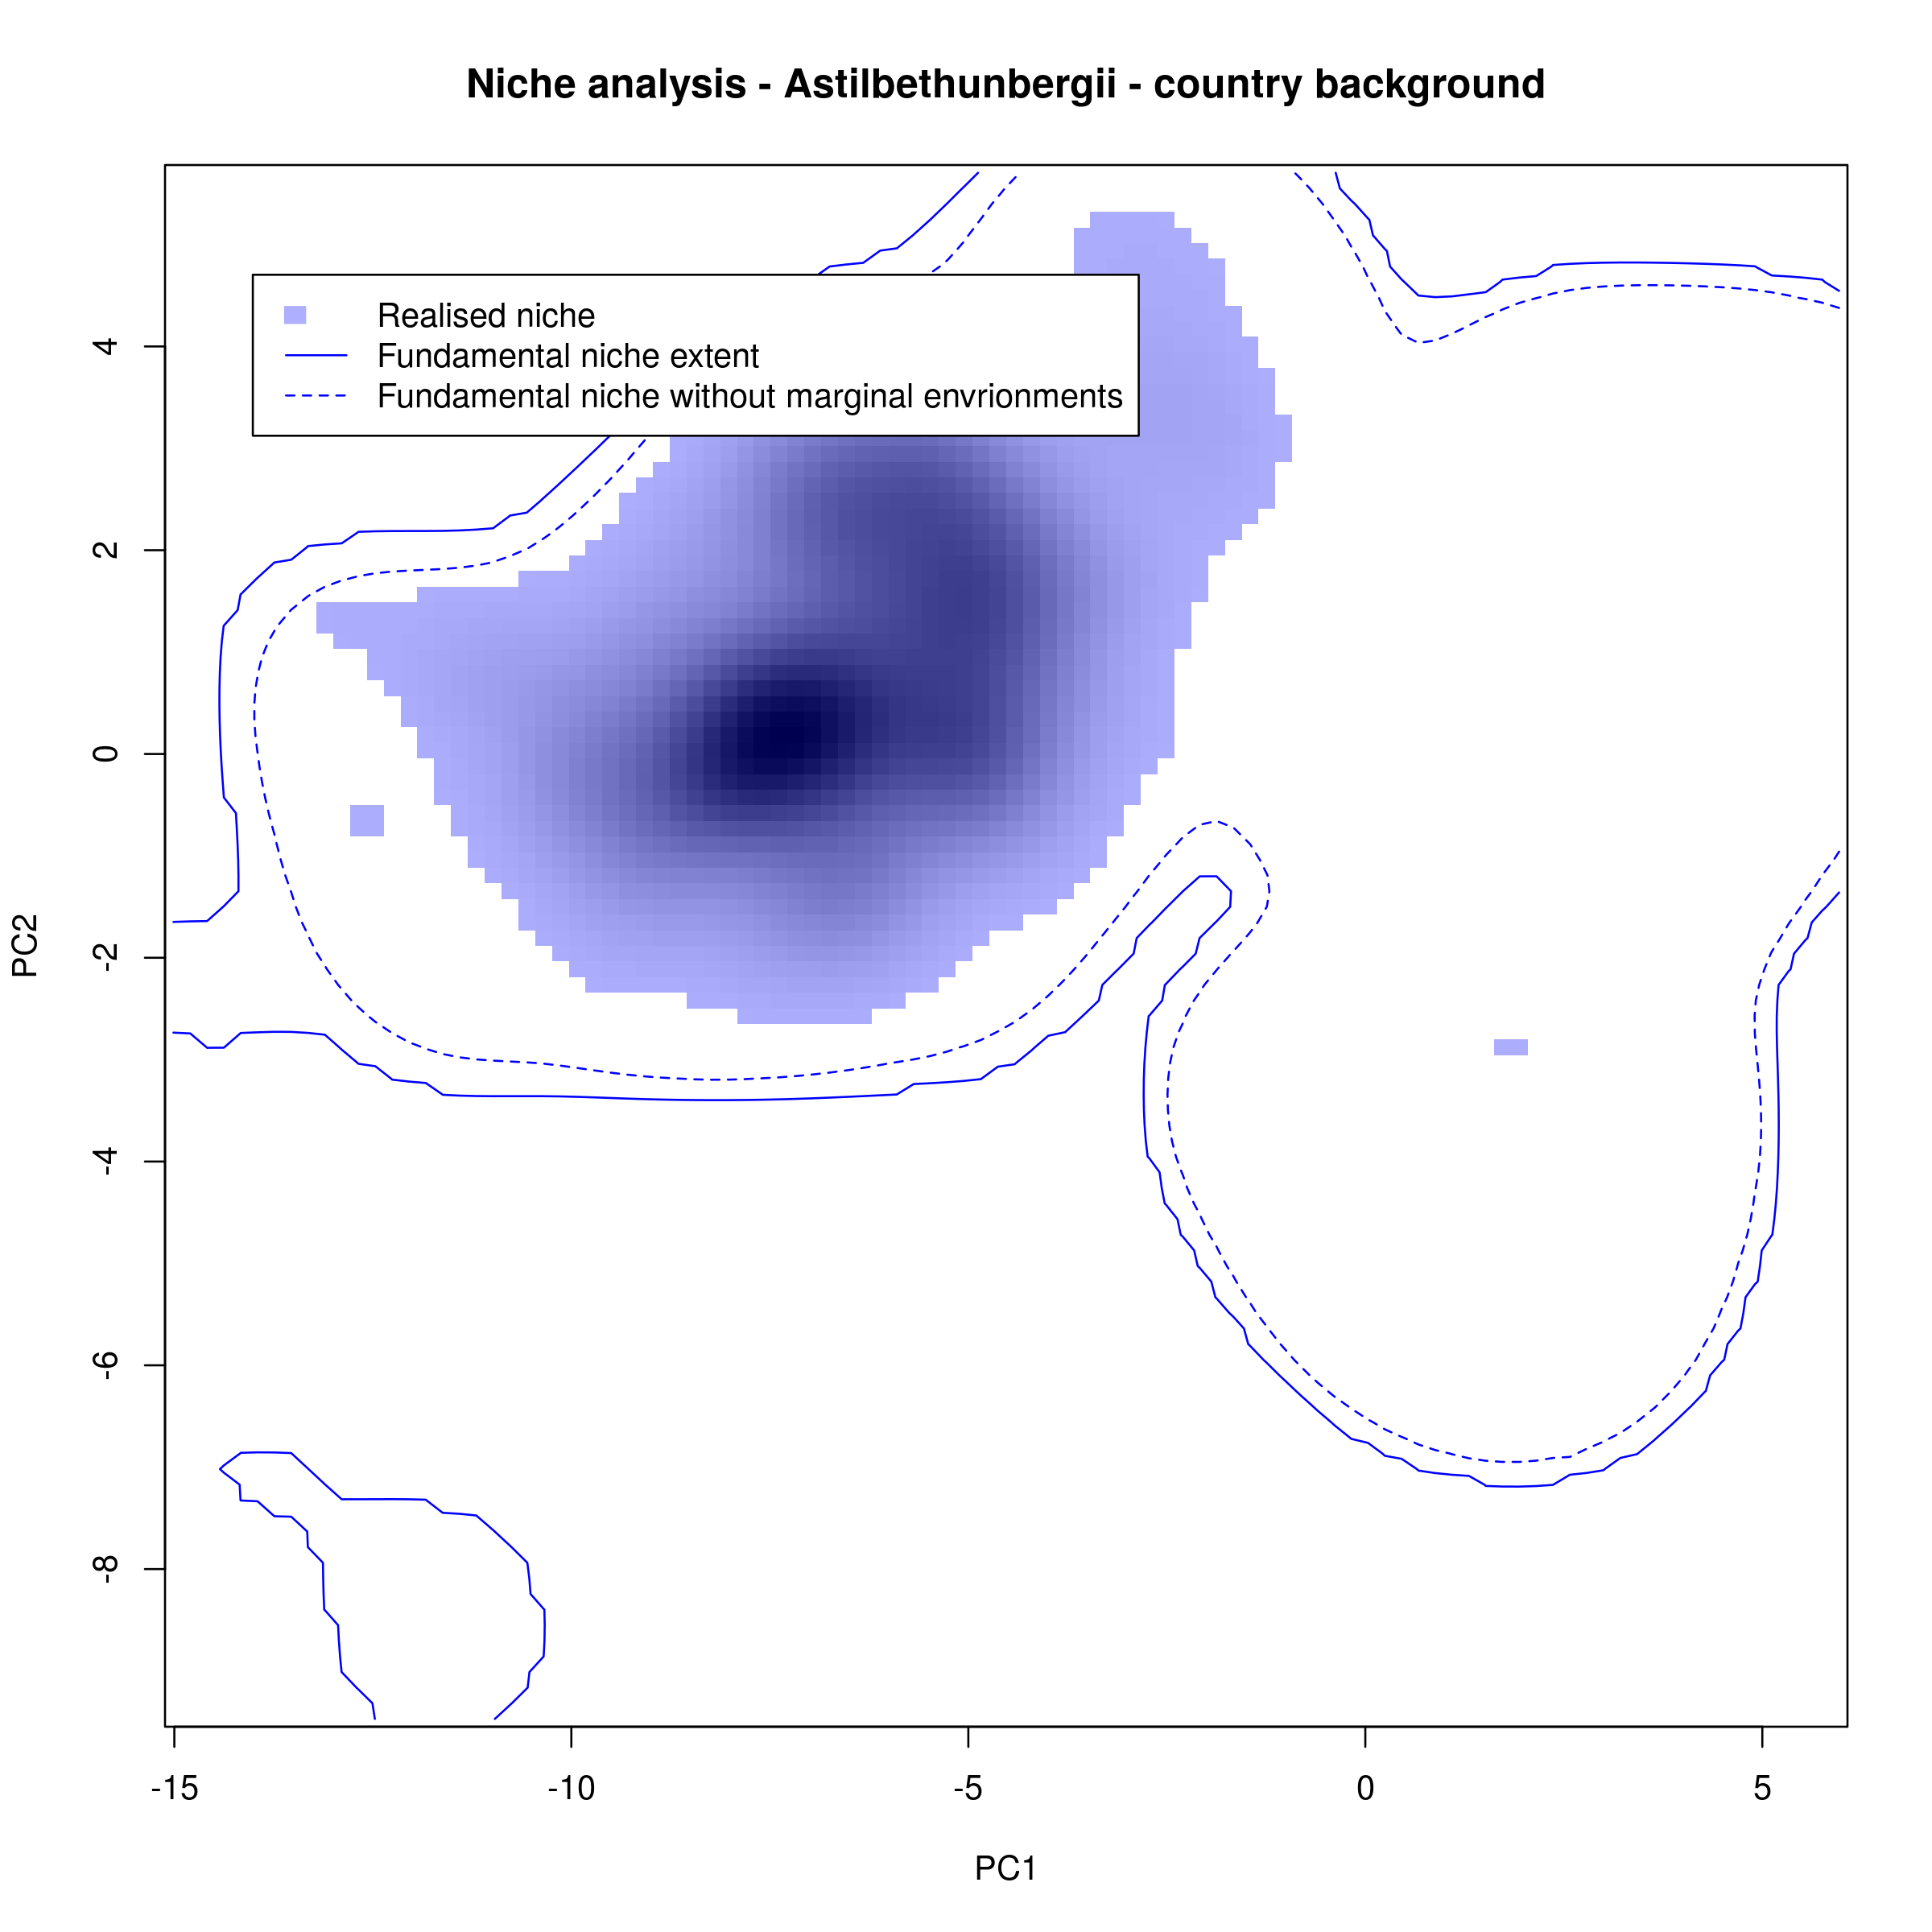 Niche analysis - Astilbethunbergii - country background
Realised niche
Fundamental niche extent
Fundamental niche without marginal envrionments
4
2
0
-2
-4
-6
-8
PC2
-15 -10 -5 0 5
PC1